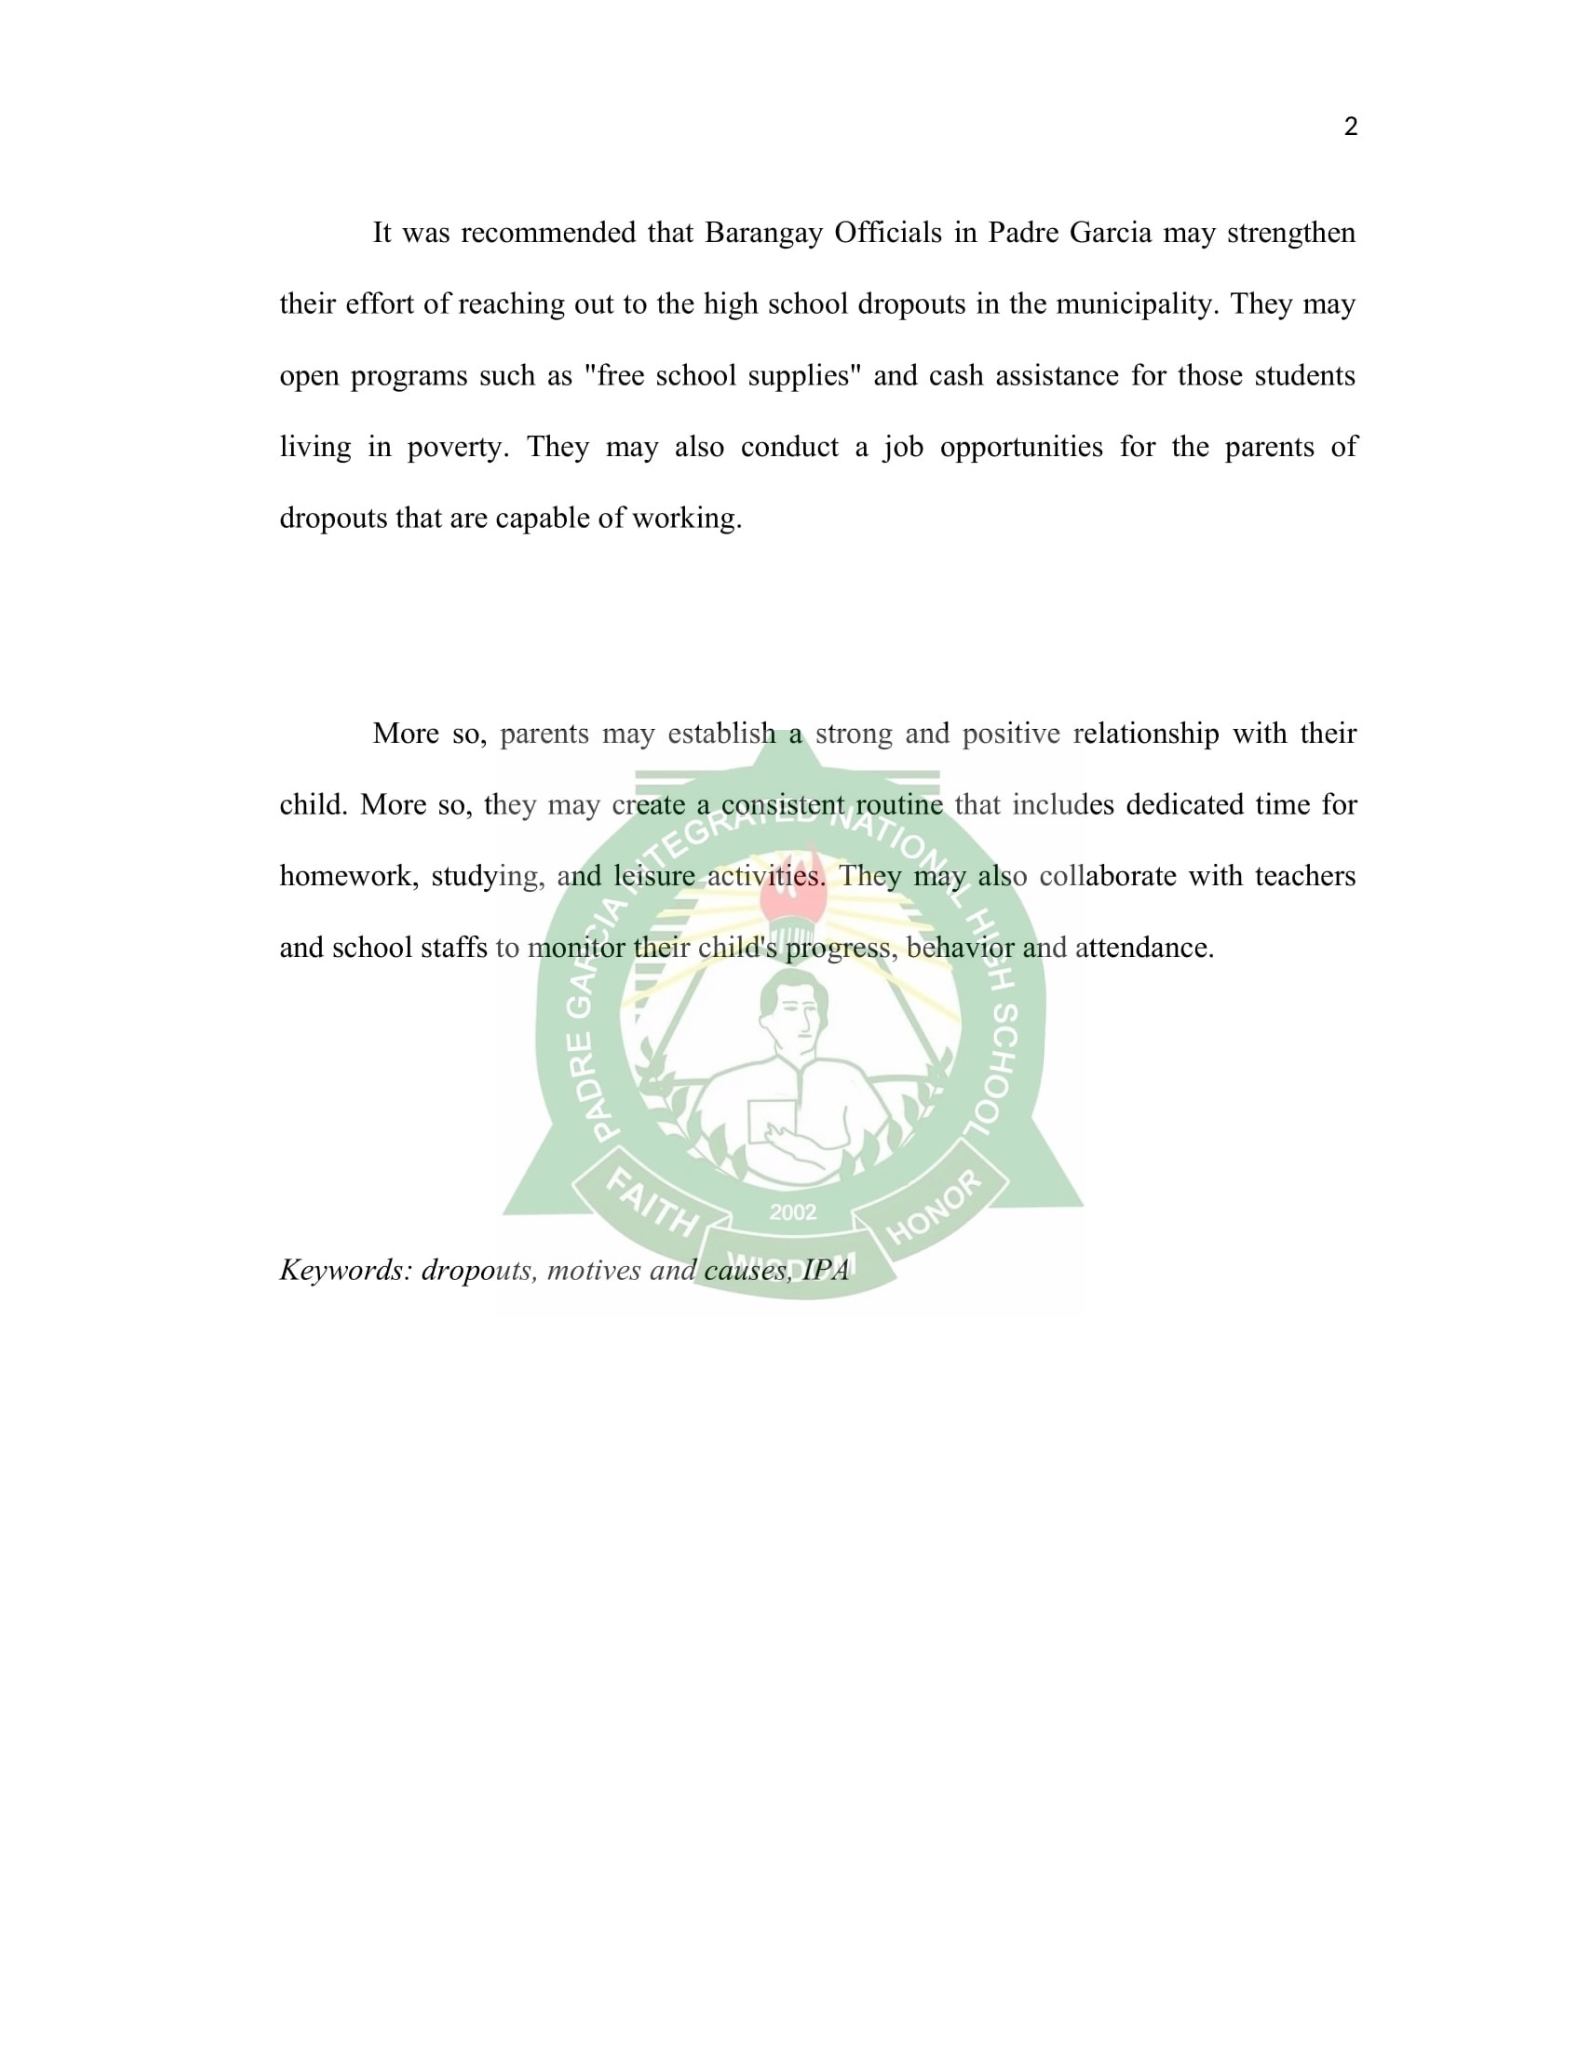 2
It was recommended that Barangay Officials in Padre Garcia may strengthen
their effort of reaching out to the high school dropouts in the municipality. They may
open programs such as "free school supplies" and cash assistance for those students
living in poverty. They may also conduct a job opportunities for the parents of
dropouts that are capable of working.
More so, parents may establish a strong and positive relationship with their
child. More so, they may create a consistent routine that includes dedicated time for
homework, studying, and leisure activities. They may also collaborate with teachers
and school staffs to monitor their child's progress, behavior and attendance.
PADRE GARCIA INTEGRATED NATIONAL HIGH SCHOOL
2002
FAITH
WISDOM
HONOR
Keywords: dropouts, motives and causes, IPA